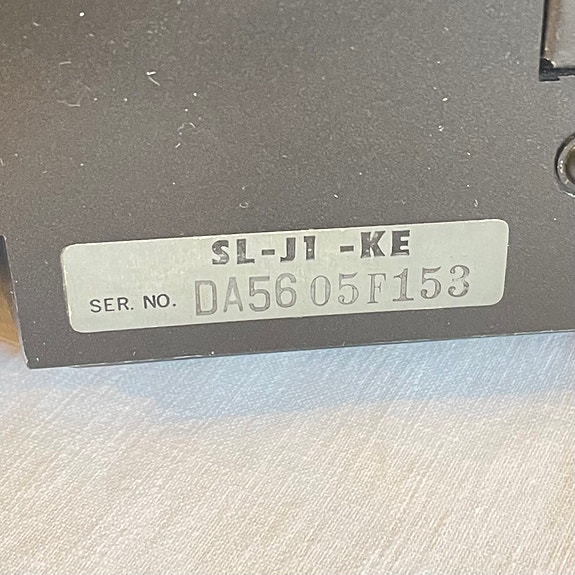 SL-J1 -KE
SER. NO. DA56 05F153